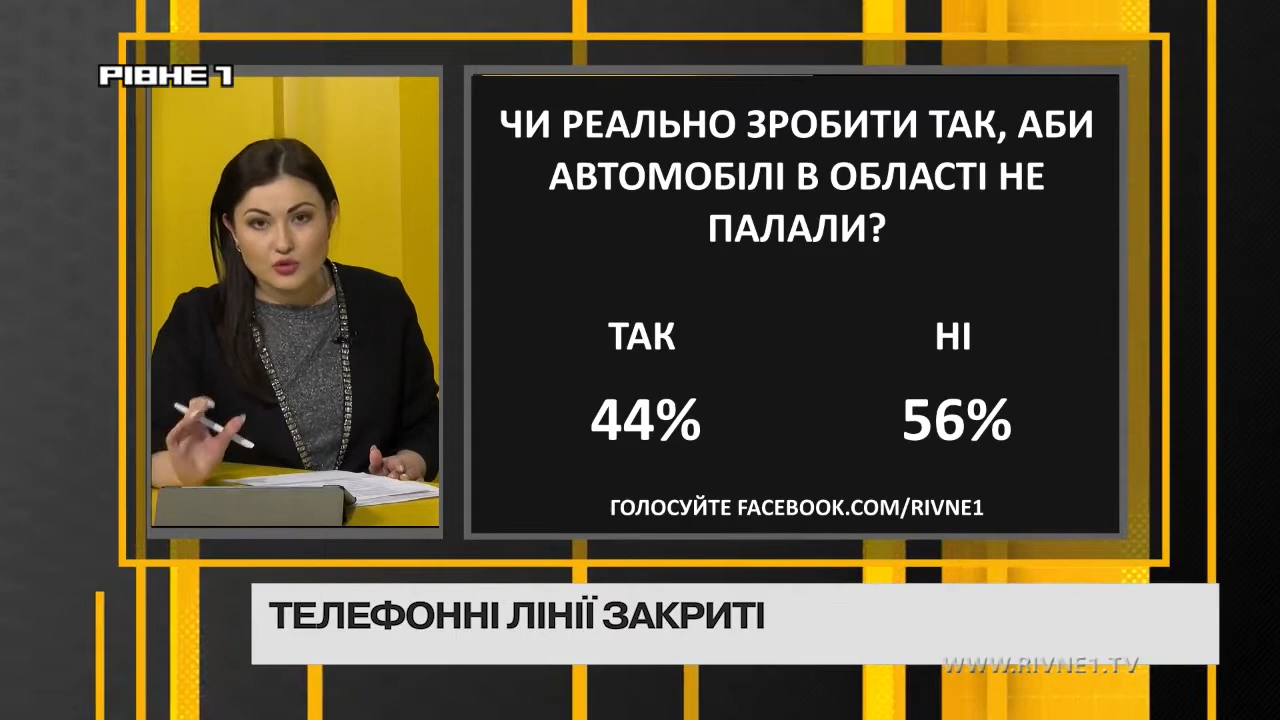 РІВНЕ 1
ЧИ РЕАЛЬНО ЗРОБИТИ ТАК, АБИ
АВТОМОБІЛІ В ОБЛАСТІ НЕ
ПАЛАЛИ?
ТАК НІ
44% 56%
ГОЛОСУЙТЕ FACEBOOK.COM/RIVNE1
ТЕЛЕФОННІ ЛІНІЇ ЗАКРИТІ
WWW.RIVNE1.TV